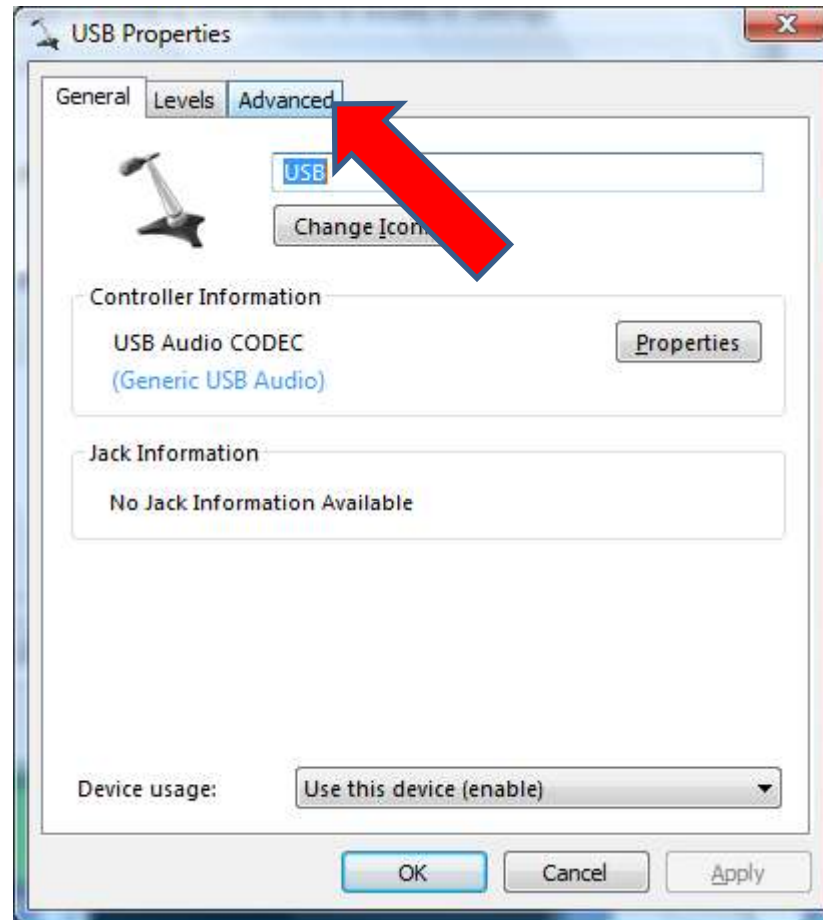 USB Properties
General Levels Advanced
USB
Change Icon
Controller Information
USB Audio CODEC
Properties
(Generic USB Audio)
Jack Information
No Jack Information Available
Device usage: Use this device (enable)
OK Cancel Apply